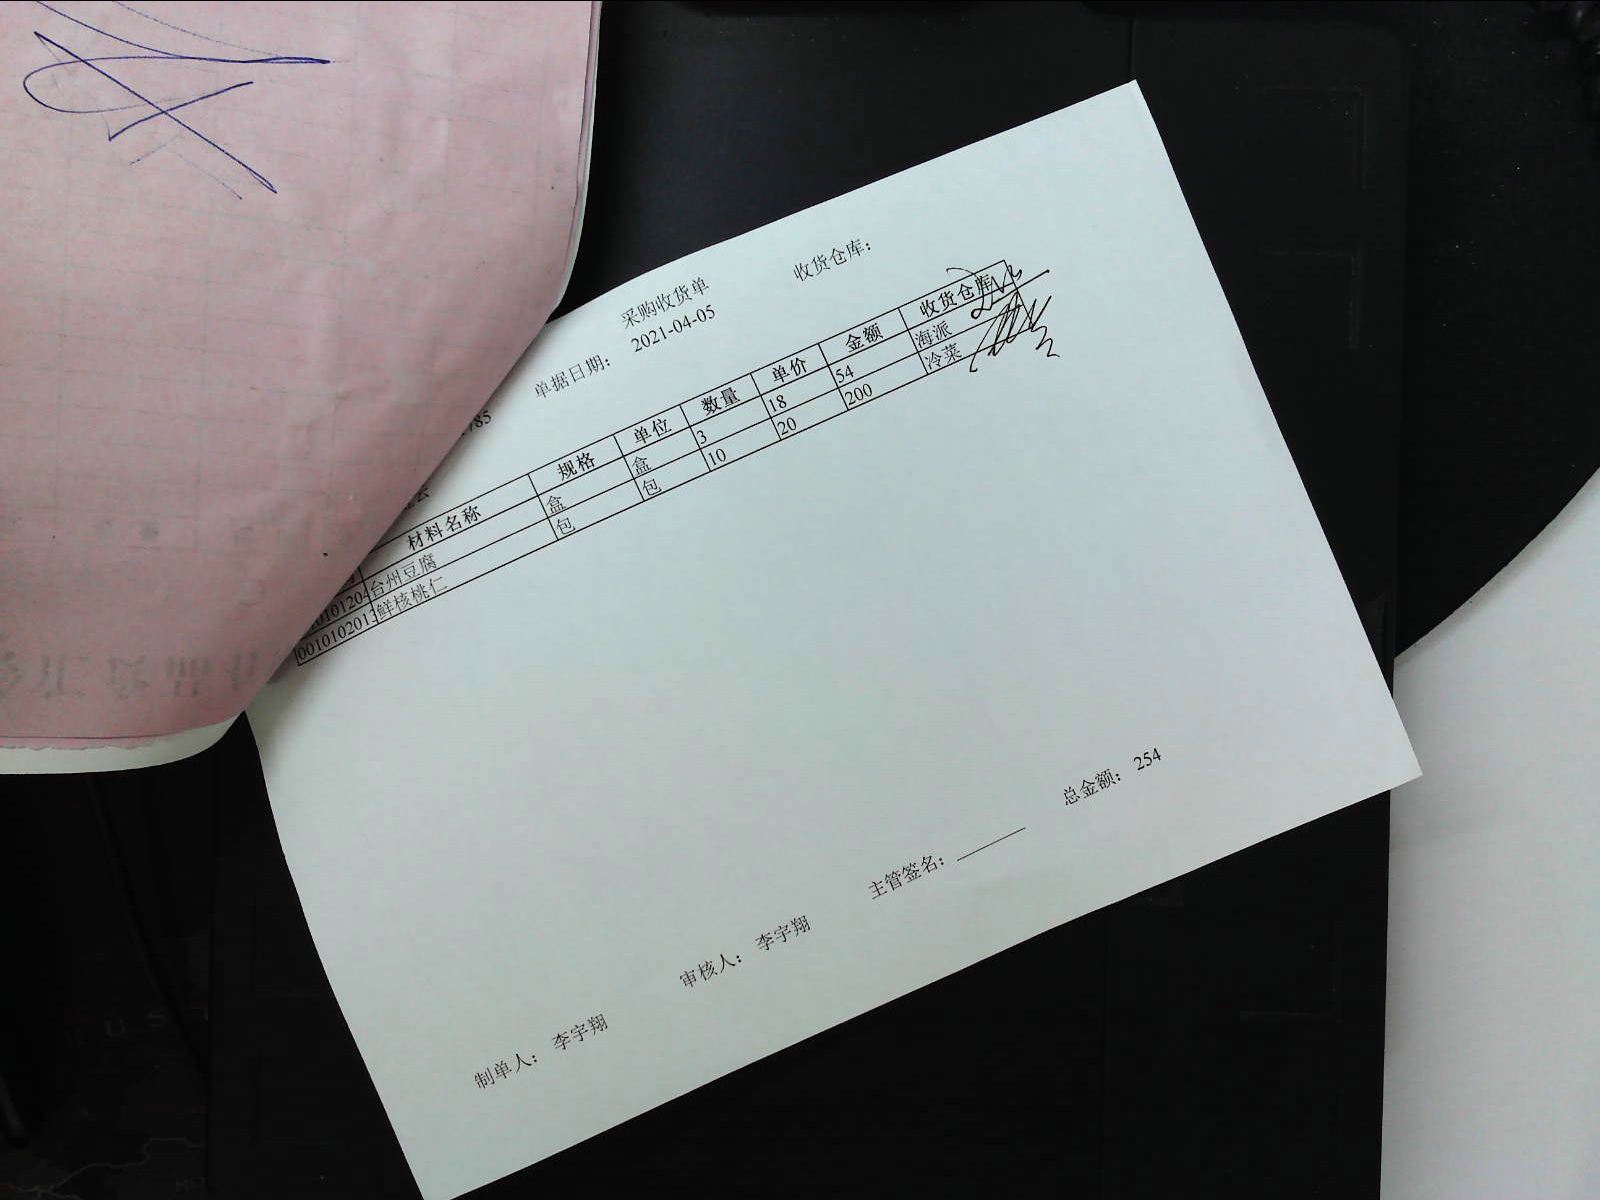 采购收货单
收货仓库：
单据日期： 2021-04-05
785
材料名称 规格 单位 数量 单价 金额 收货仓库
0101204 台州豆腐 盒 盒 3 18 54 海派
001010201 鲜核桃仁 包 包 10 20 200 冷菜
总金额： 254
制单人： 李宇翔 审核人： 李宇翔 主管签名：